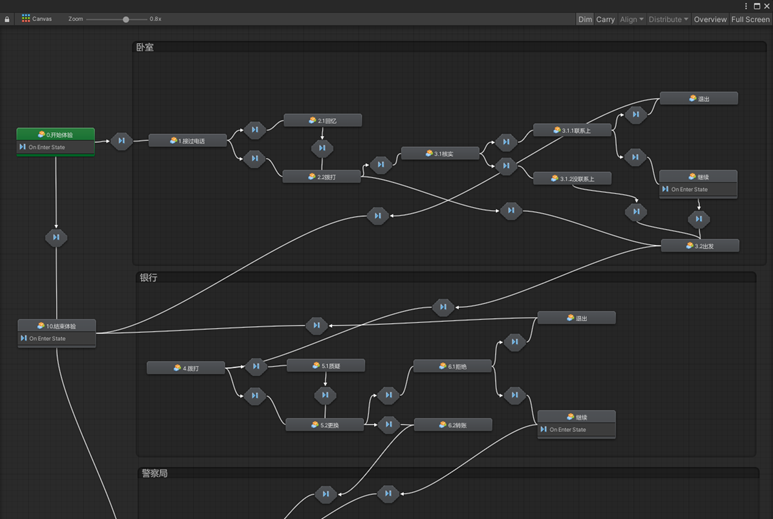 Canvas Zoom 0.8x Dim Carry Align Distribute Overview Full Screen
卧室
0.开始体验
On Enter State
1.接过电话
2.1回忆
2.2拨打
3.1核实
3.1.1联系上
3.1.2没联系上
退出
继续
On Enter State
3.2出发
银行
10.结束体验
On Enter State
4.拨打
5.1质疑
5.2更换
6.1拒绝
6.2转账
退出
继续
On Enter State
警察局